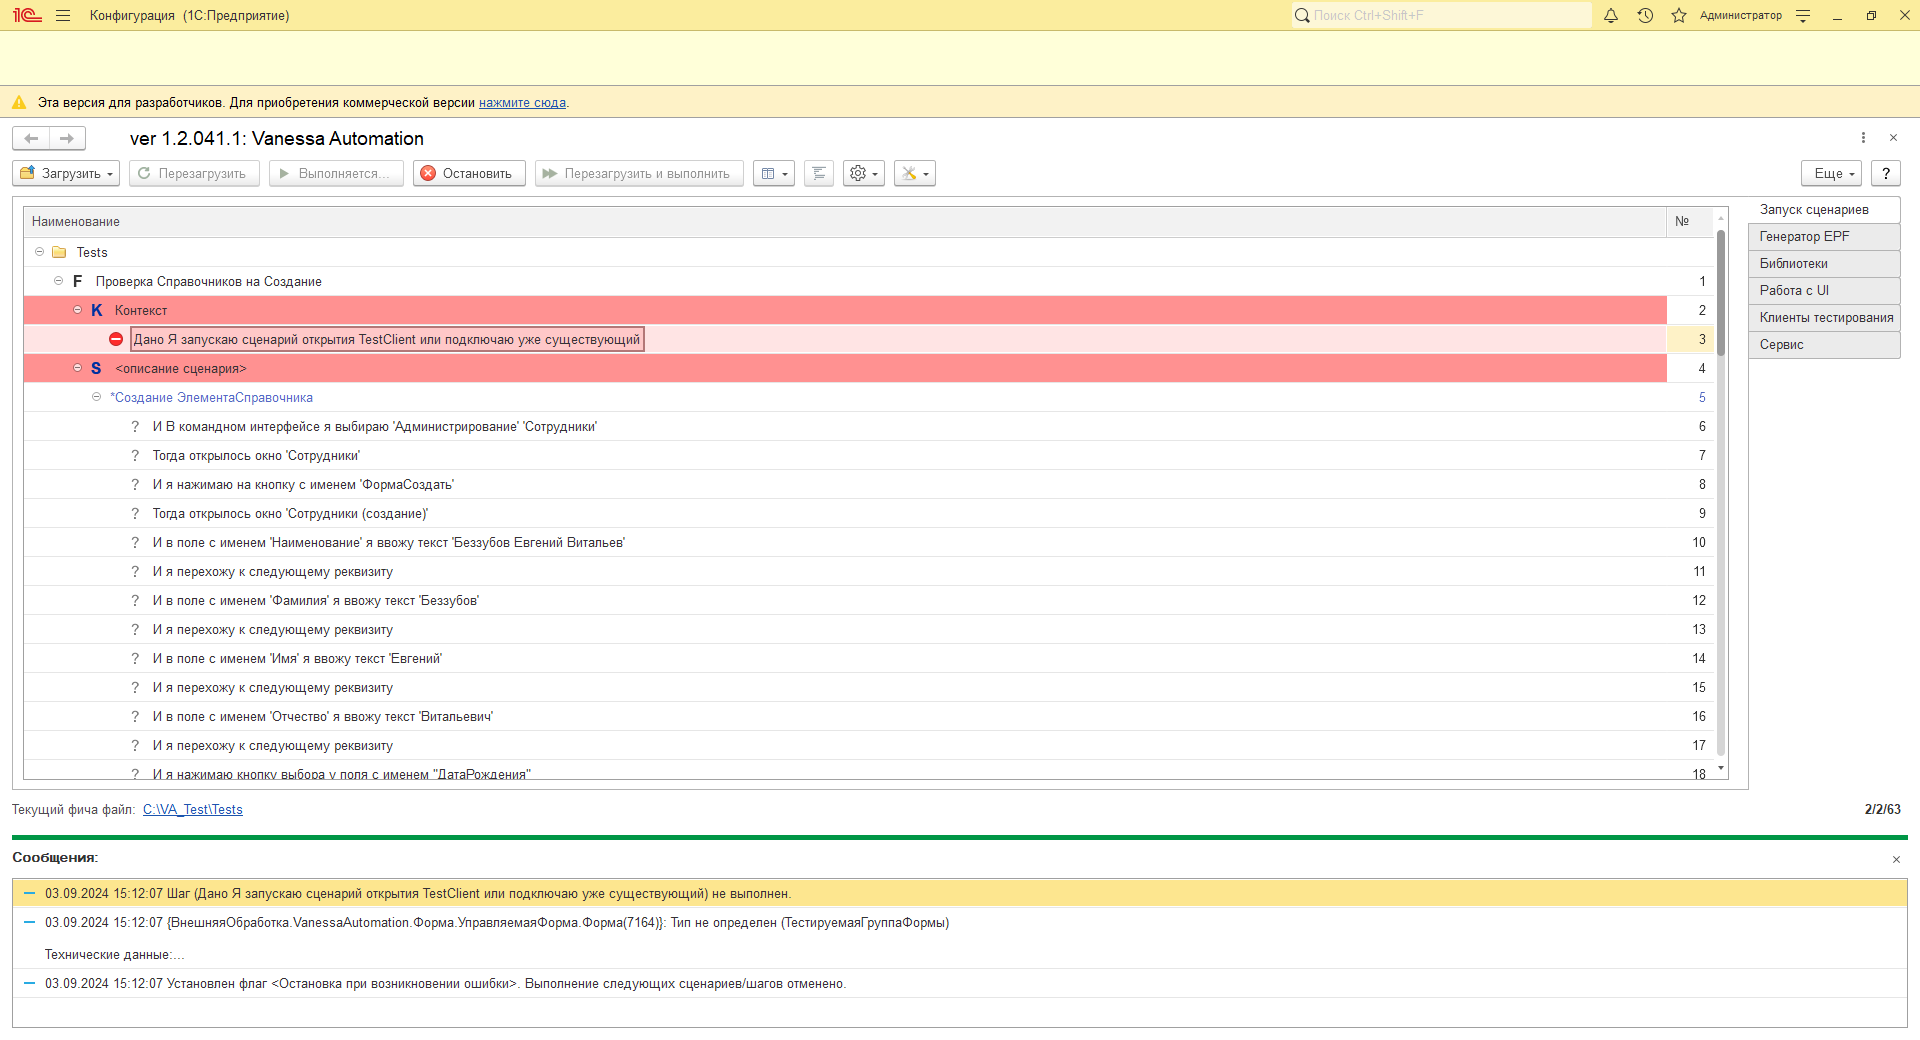 Конфигурация (1С:Предприятие)
Поиск Ctrl+Shift+F
Администратор
Эта версия для разработчиков. Для приобретения коммерческой версии нажмите сюда.
ver 1.2.041.1: Vanessa Automation
Загрузить
Перезагрузить
Выполняется...
Остановить
Перезагрузить и выполнить
Еще
?
Наименование №
Tests
F Проверка Справочников на Создание 1
K Контекст 2
Дано Я запускаю сценарий открытия TestClient или подключаю уже существующий 3
S <описание сценария> 4
*Создание ЭлементаСправочника 5
? И В командном интерфейсе я выбираю 'Администрирование' 'Сотрудники' 6
? Тогда открылось окно 'Сотрудники' 7
? И я нажимаю на кнопку с именем 'ФормаСоздать' 8
? Тогда открылось окно 'Сотрудники (создание)' 9
? И в поле с именем 'Наименование' я ввожу текст 'Беззубов Евгений Витальев' 10
? И я перехожу к следующему реквизиту 11
? И в поле с именем 'Фамилия' я ввожу текст 'Беззубов' 12
? И я перехожу к следующему реквизиту 13
? И в поле с именем 'Имя' я ввожу текст 'Евгений' 14
? И я перехожу к следующему реквизиту 15
? И в поле с именем 'Отчество' я ввожу текст 'Витальевич' 16
? И я перехожу к следующему реквизиту 17
? И я нажимаю кнопку выбора у поля с именем "ДатаРождения" 18
Запуск сценариев
Генератор EPF
Библиотеки
Работа с UI
Клиенты тестирования
Сервис
Текущий фича файл: C:\VA_Test\Tests
2/2/63
Сообщения:
03.09.2024 15:12:07 Шаг (Дано Я запускаю сценарий открытия TestClient или подключаю уже существующий) не выполнен.
03.09.2024 15:12:07 {ВнешняяОбработка.VanessaAutomation.Форма.УправляемаяФорма.Форма(7164)}: Тип не определен (ТестируемаяГруппаФормы)
Технические данные:...
03.09.2024 15:12:07 Установлен флаг <Остановка при возникновении ошибки>. Выполнение следующих сценариев/шагов отменено.